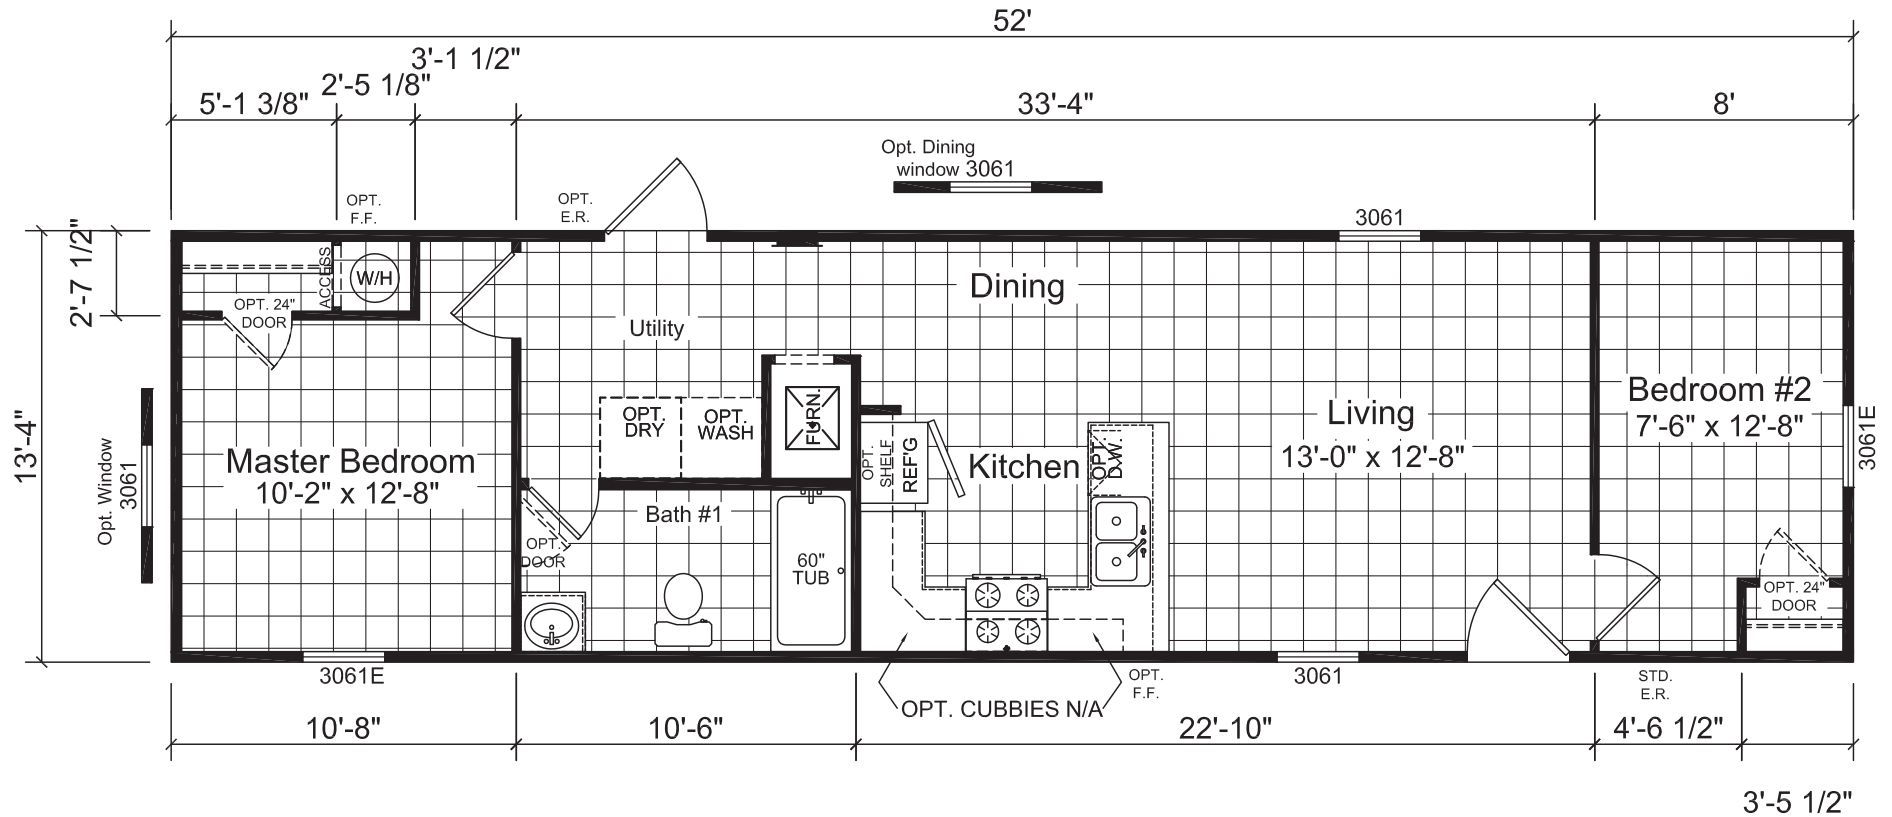 52'
3'-1 1/2"
2'-5 1/8"
5'-1 3/8"
33'-4"
8'
Opt. Dining
window 3061
OPT.
F.F.
OPT.
E.R.
3061
2'-7 1/2"
ACCESS
W/H
OPT. 24"
DOOR
Utility
Dining
13'-4"
Opt. Window
3061
Master Bedroom
10'-2" x 12'-8"
OPT.
DRY
OPT.
WASH
FURN.
OPT.
SHELF
REF'G
Kitchen
OPT.
D.W.
Living
13'-0" x 12'-8"
Bedroom #2
7'-6" x 12'-8"
3061E
Bath #1
OPT.
DOOR
60"
TUB
OPT. 24"
DOOR
3061E
OPT. CUBBIES N/A
OPT.
F.F.
3061
STD.
E.R.
10'-8"
10'-6"
22'-10"
4'-6 1/2"
3'-5 1/2"